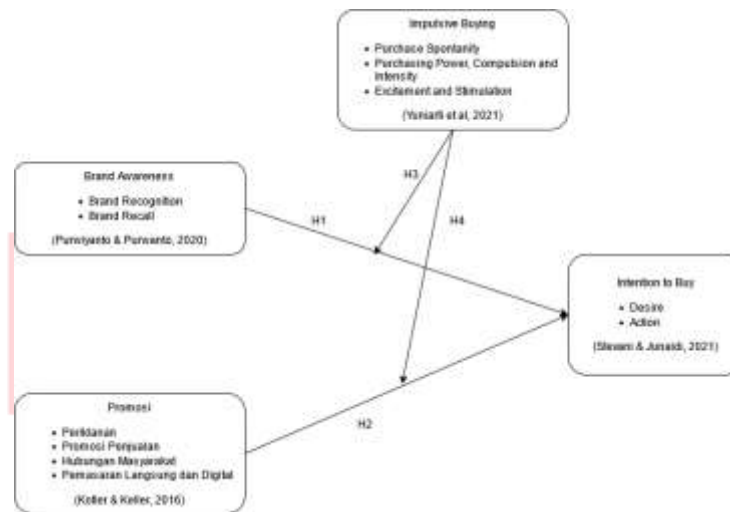 Impulsive Buying
• Purchase Spontanity
• Purchasing Power, Compulsion and
Intensity
• Excitement and Stimulation
(Yuniarti et al, 2021)
H3
H4
Brand Awareness
• Brand Recognition
• Brand Recall
(Purwiyanto & Purwanto, 2020)
H1
Intention to Buy
• Desire
• Action
(Stevani & Junaidi, 2021)
Promosi
• Periklanan
• Promosi Penjualan
• Hubungan Masyarakat
• Pemasaran Langsung dan Digital
(Kotler & Keller, 2016)
H2